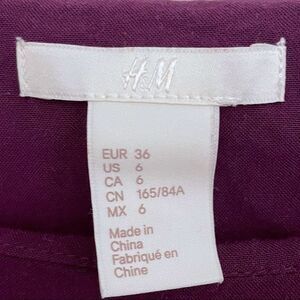 H&M
EUR 36
US 6
CA 6
CN 165/84A
MX 6
Made in
China
Fabriqué en
Chine